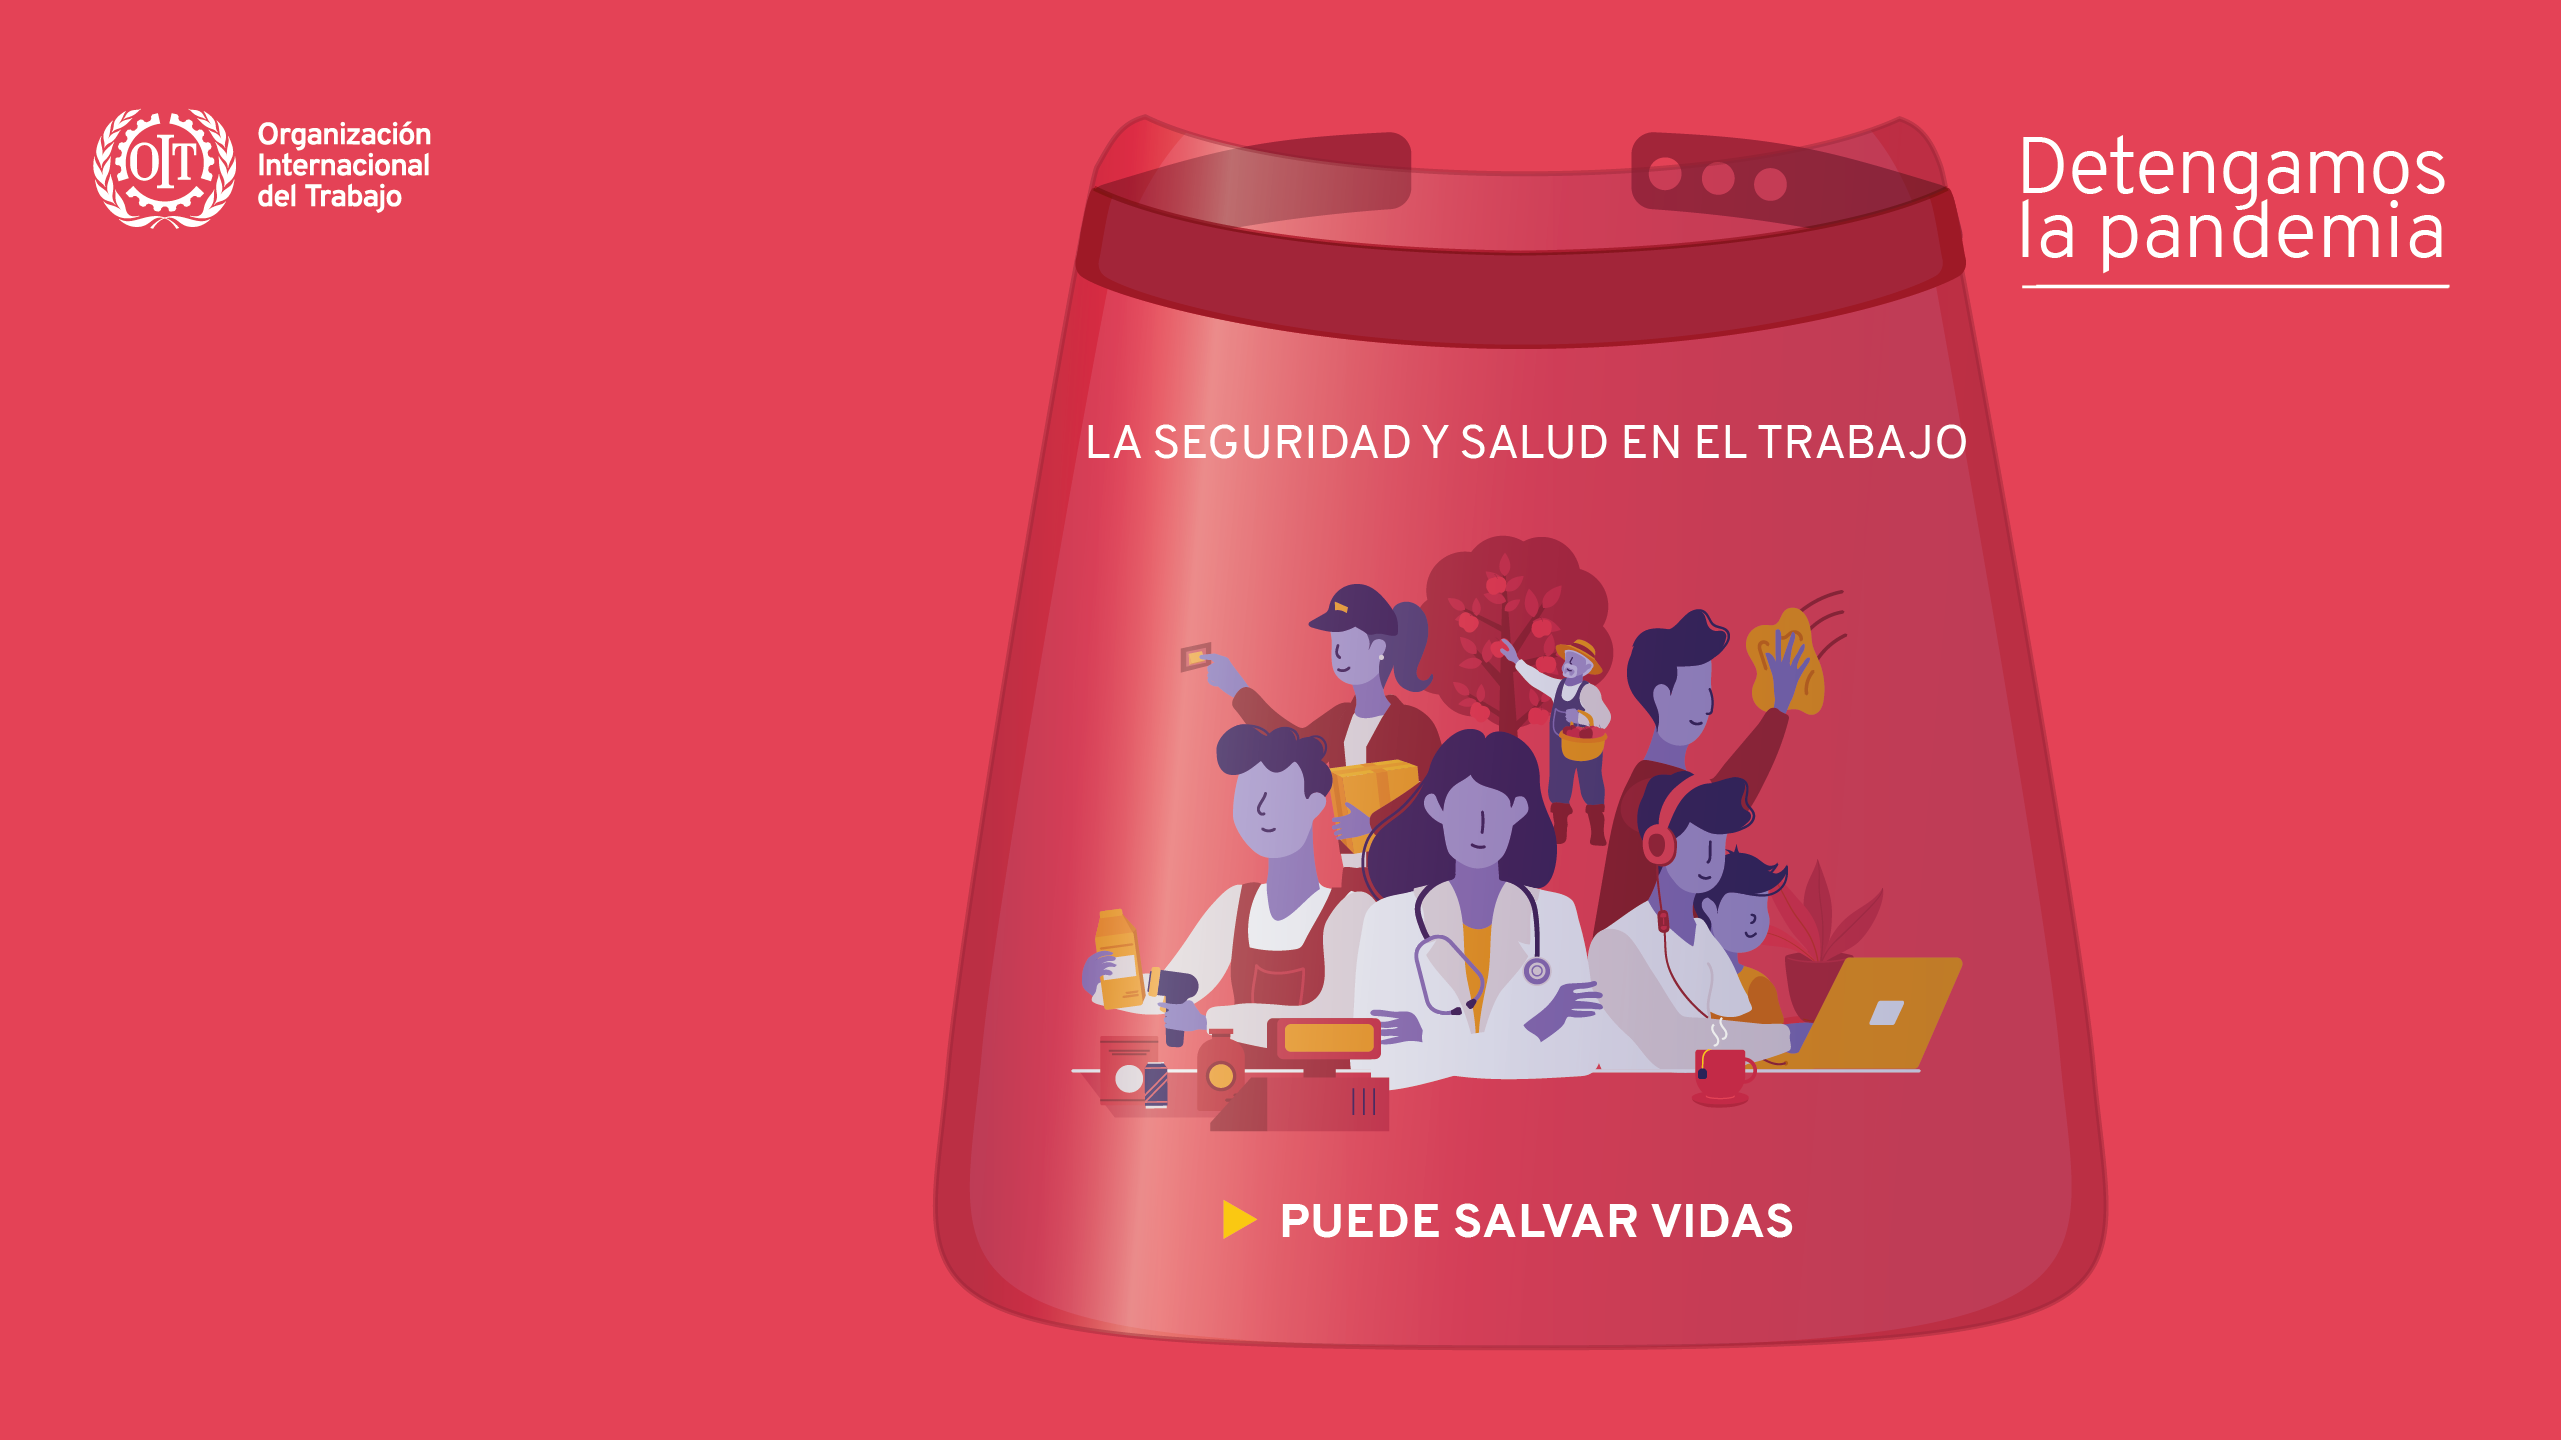 OIT
Organización
Internacional
del Trabajo
Detengamos
la pandemia
LA SEGURIDAD Y SALUD EN EL TRABAJO
PUEDE SALVAR VIDAS